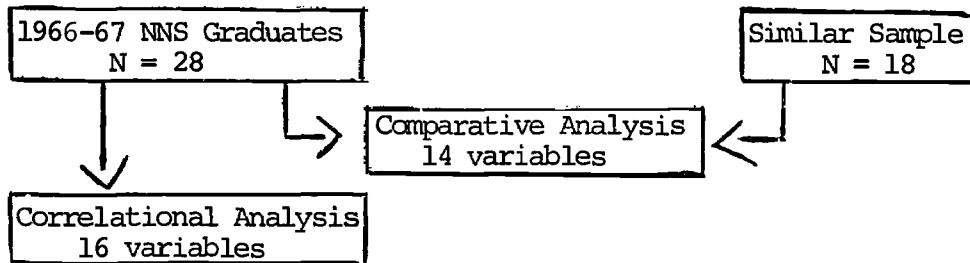 1966-67 NNS Graduates
N = 28
Similar Sample
N = 18
Comparative Analysis
14 variables
Correlational Analysis
16 variables